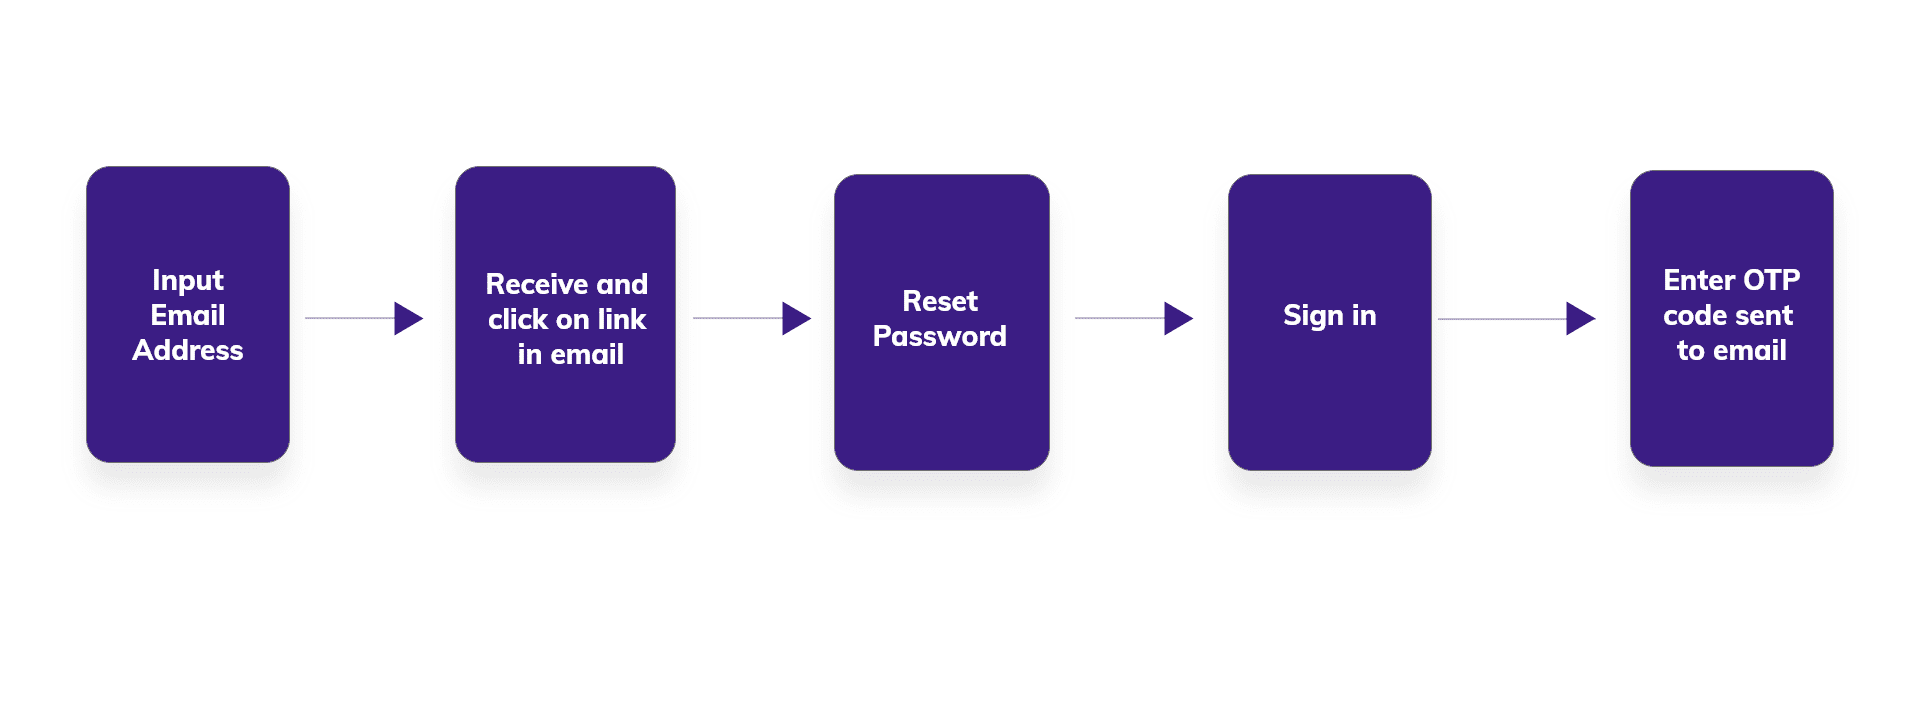 Input
Email
Address
Receive and
click on link
in email
Reset
Password
Sign in
Enter OTP
code sent
to email